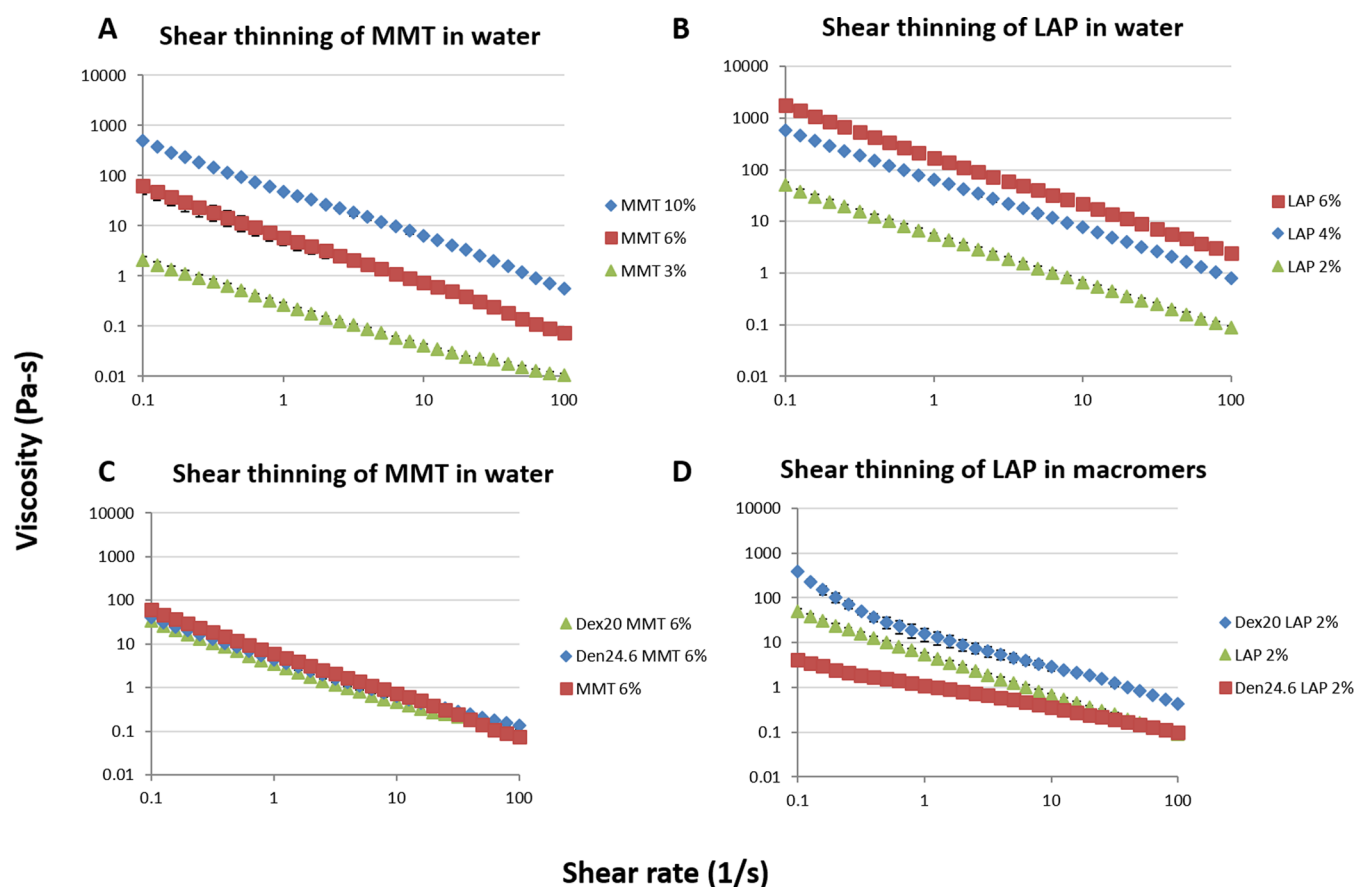 A
Shear thinning of MMT in water
10000
1000
100
10
1
0.1
0.01
0.1
1
10
100
MMT 10%
MMT 6%
MMT 3%
B
Shear thinning of LAP in water
10000
1000
100
10
1
0.1
0.01
0.1
1
10
100
LAP 6%
LAP 4%
LAP 2%
Viscosity (Pa-s)
C
Shear thinning of MMT in water
10000
1000
100
10
1
0.1
0.01
0.1
1
10
100
Dex20 MMT 6%
Den24.6 MMT 6%
MMT 6%
D
Shear thinning of LAP in macromers
10000
1000
100
10
1
0.1
0.01
0.1
1
10
100
Dex20 LAP 2%
LAP 2%
Den24.6 LAP 2%
Shear rate (1/s)